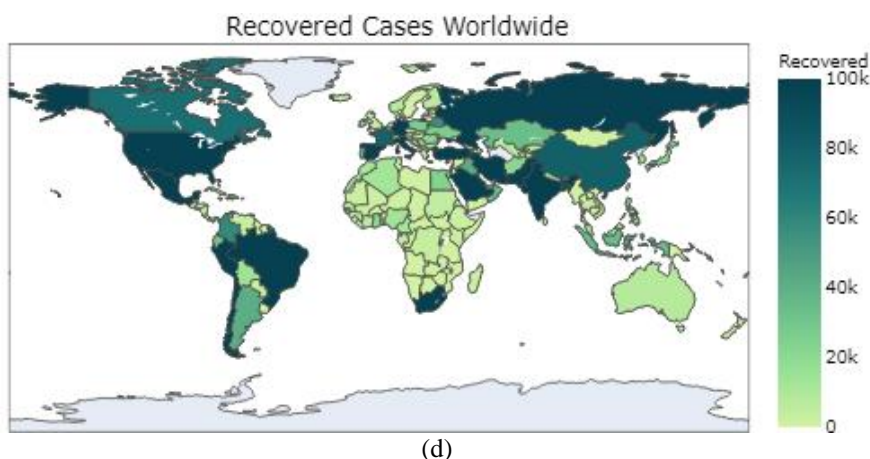 Recovered Cases Worldwide
Recovered
100k
80k
60k
40k
20k
0
(d)